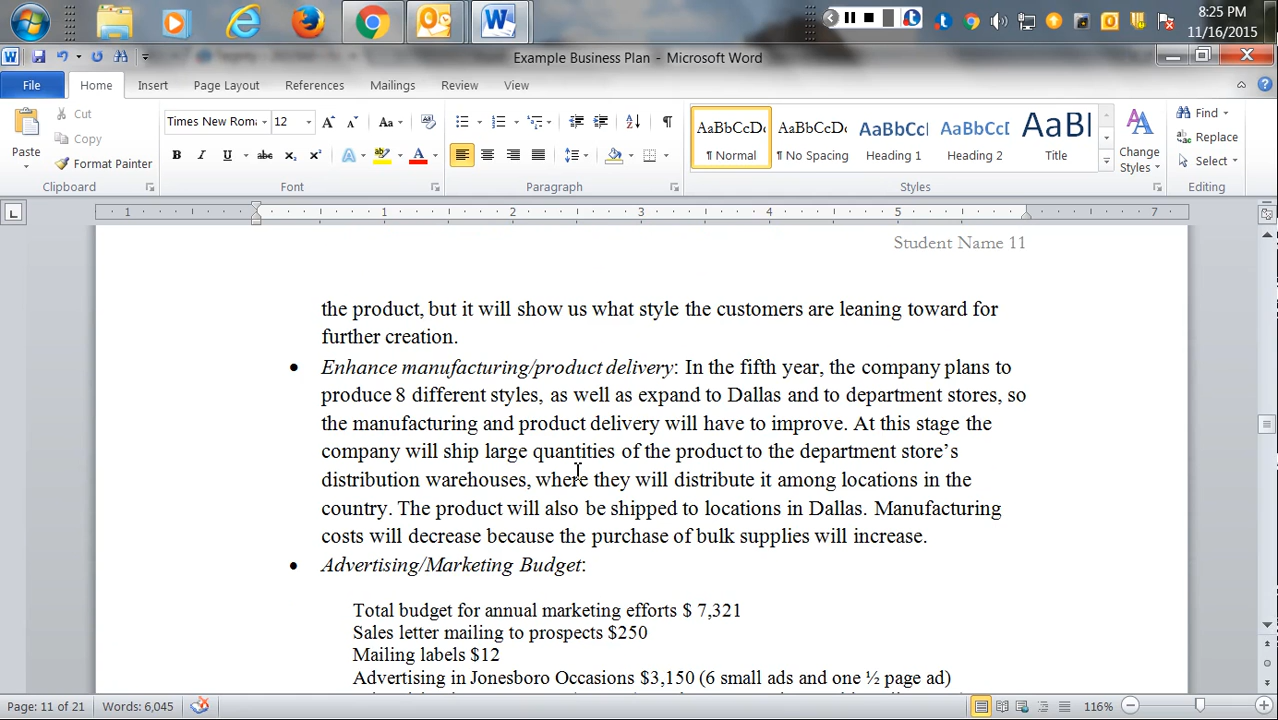 8:25 PM
11/16/2015
Example Business Plan - Microsoft Word
File Home Insert Page Layout References Mailings Review View
Paste
Cut
Copy
Format Painter
Clipboard
Times New Roma 12
Font
Paragraph
AaBbCcDc AaBbCcDc AaBbCcI AaBbCcI AaBbI
¶ Normal ¶ No Spacing Heading 1 Heading 2 Title
Change
Styles
Styles
Find
Replace
Select
Editing
1 1 2 3 4 5 7
Student Name 11
the product, but it will show us what style the customers are leaning toward for
further creation.
• Enhance manufacturing/product delivery: In the fifth year, the company plans to
produce 8 different styles, as well as expand to Dallas and to department stores, so
the manufacturing and product delivery will have to improve. At this stage the
company will ship large quantities of the product to the department store’s
distribution warehouses, where they will distribute it among locations in the
country. The product will also be shipped to locations in Dallas. Manufacturing
costs will decrease because the purchase of bulk supplies will increase.
• Advertising/Marketing Budget:
Total budget for annual marketing efforts $ 7,321
Sales letter mailing to prospects $250
Mailing labels $12
Advertising in Jonesboro Occasions $3,150 (6 small ads and one ½ page ad)
Page: 11 of 21 Words: 6,045 116%